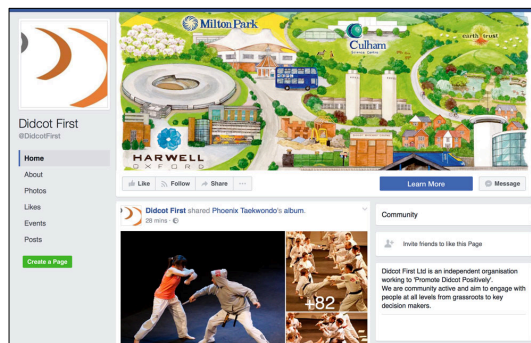 Milton Park
Culham
Science Centre
earth trust
HARWELL
OXFORD
Didcot First
@DidcotFirst
Home
About
Photos
Likes
Events
Posts
Create a Page
Like
Follow
Share
...
Learn More
Message
Didcot First shared Phoenix Taekwondo's album.
28 mins ·
+82
Community
Invite friends to like this Page
Didcot First Ltd is an independent organisation
working to 'Promote Didcot Positively'.
We are community active and aim to engage with
people at all levels from grassroots to key
decision makers.